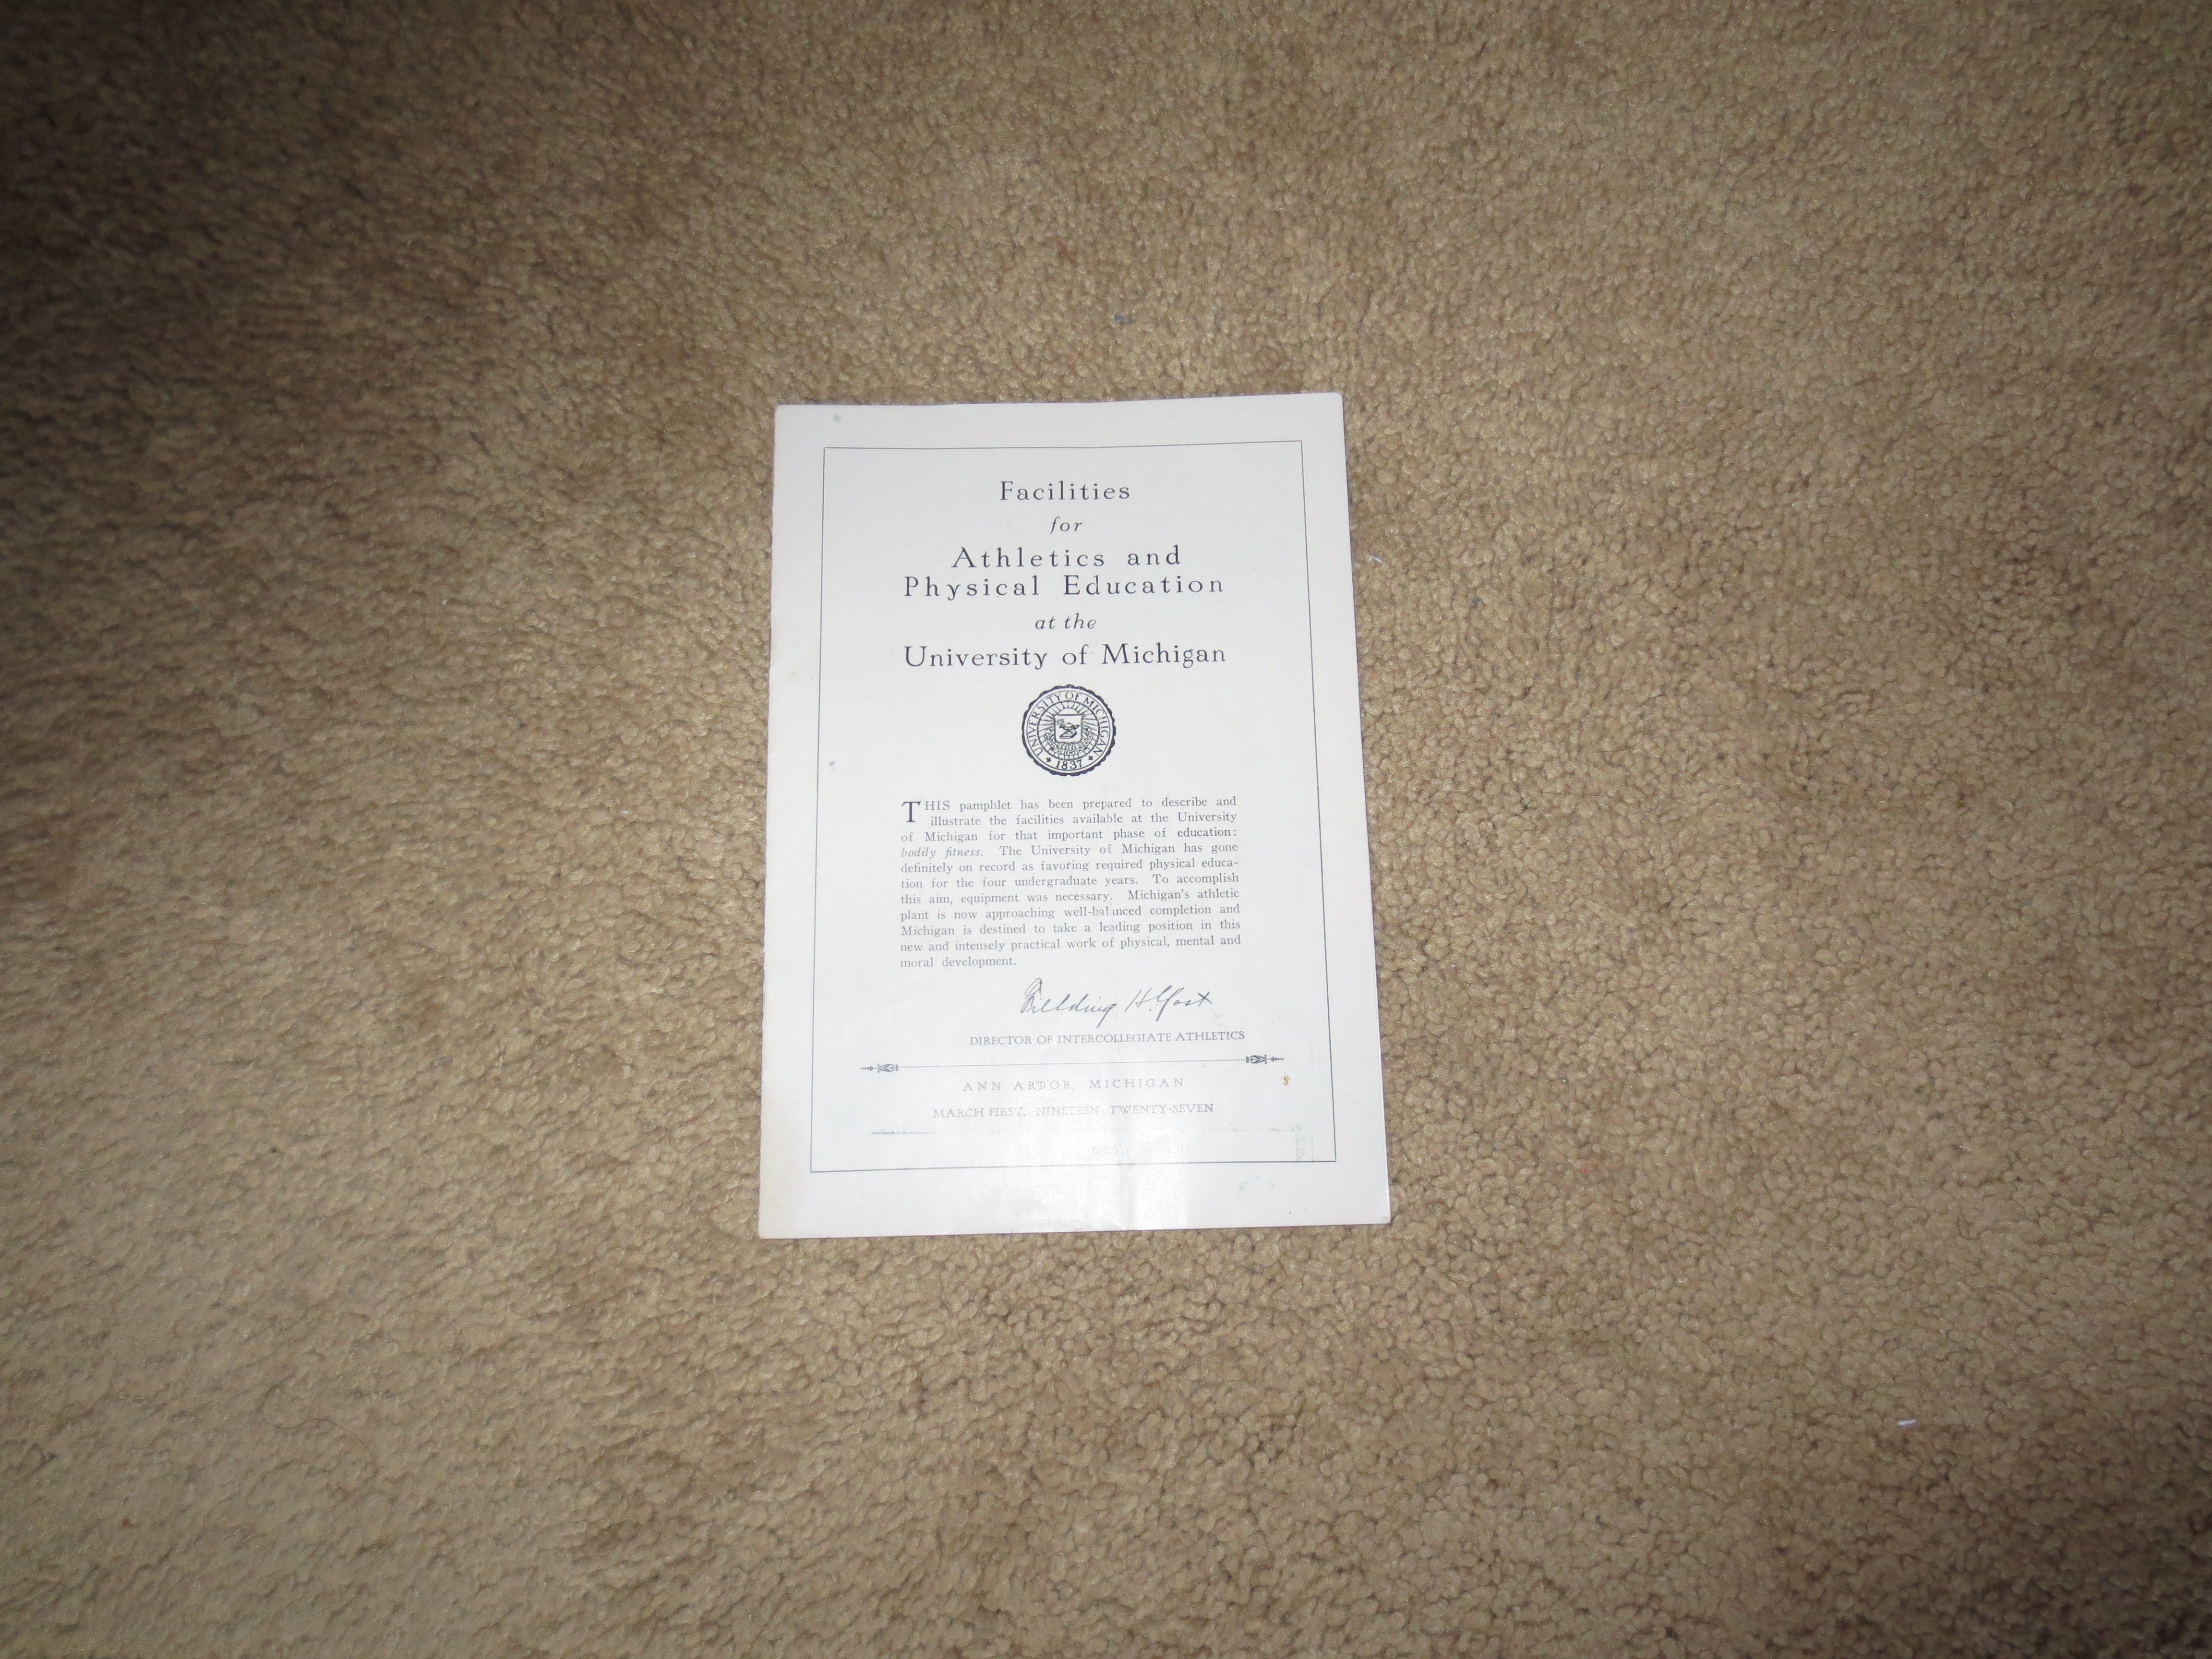 Facilities
for
Athletics and
Physical Education
at the
University of Michigan
UNIVERSITY OF MICHIGAN
1837
THIS pamphlet has been prepared to describe and
illustrate the facilities available at the University
of Michigan for that important phase of education:
bodily fitness. The University of Michigan has gone
definitely on record as favoring required physical educa-
tion for the four undergraduate years. To accomplish
this aim, equipment was necessary. Michigan's athletic
plant is now approaching well-balanced completion and
Michigan is destined to take a leading position in this
new and intensely practical work of physical, mental and
moral development.
Fielding H. Yost
DIRECTOR OF INTERCOLLEGIATE ATHLETICS
ANN ARBOR, MICHIGAN
MARCH FIRST, NINETEEN TWENTY-SEVEN